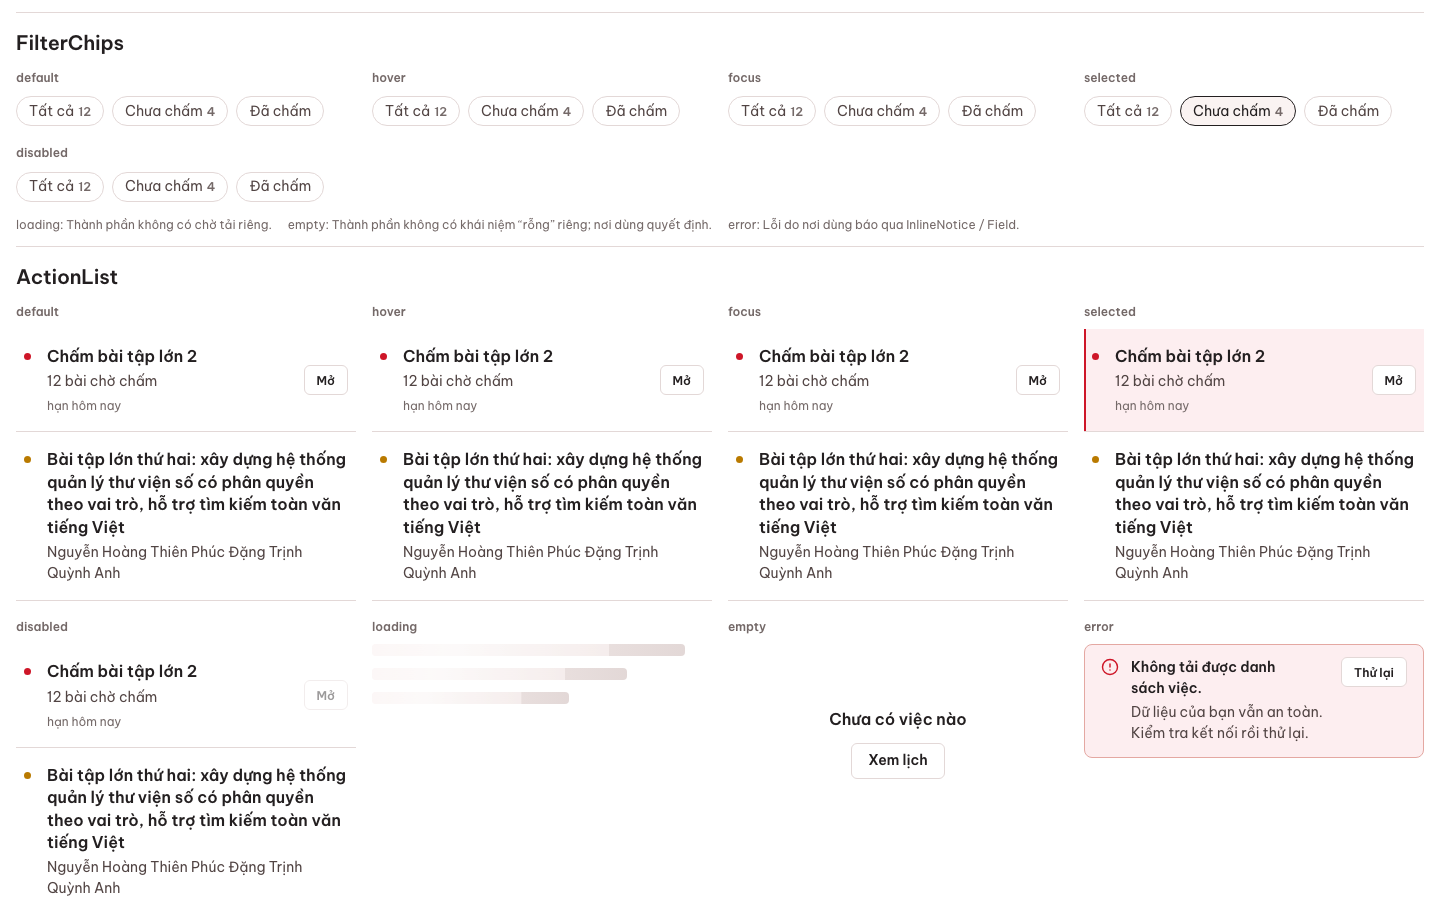 FilterChips
default
hover
focus
selected
Tất cả 12 Chưa chấm 4 Đã chấm
Tất cả 12 Chưa chấm 4 Đã chấm
Tất cả 12 Chưa chấm 4 Đã chấm
Tất cả 12 Chưa chấm 4 Đã chấm
disabled
Tất cả 12 Chưa chấm 4 Đã chấm
loading: Thành phần không có chờ tải riêng.
empty: Thành phần không có khái niệm “rỗng” riêng; nơi dùng quyết định.
error: Lỗi do nơi dùng báo qua InlineNotice / Field.
ActionList
default
Chấm bài tập lớn 2
12 bài chờ chấm
hạn hôm nay
Mở
Bài tập lớn thứ hai: xây dựng hệ thống
quản lý thư viện số có phân quyền
theo vai trò, hỗ trợ tìm kiếm toàn văn
tiếng Việt
Nguyễn Hoàng Thiên Phúc Đặng Trịnh
Quỳnh Anh
hover
Chấm bài tập lớn 2
12 bài chờ chấm
hạn hôm nay
Mở
Bài tập lớn thứ hai: xây dựng hệ thống
quản lý thư viện số có phân quyền
theo vai trò, hỗ trợ tìm kiếm toàn văn
tiếng Việt
Nguyễn Hoàng Thiên Phúc Đặng Trịnh
Quỳnh Anh
focus
Chấm bài tập lớn 2
12 bài chờ chấm
hạn hôm nay
Mở
Bài tập lớn thứ hai: xây dựng hệ thống
quản lý thư viện số có phân quyền
theo vai trò, hỗ trợ tìm kiếm toàn văn
tiếng Việt
Nguyễn Hoàng Thiên Phúc Đặng Trịnh
Quỳnh Anh
selected
Chấm bài tập lớn 2
12 bài chờ chấm
hạn hôm nay
Mở
Bài tập lớn thứ hai: xây dựng hệ thống
quản lý thư viện số có phân quyền
theo vai trò, hỗ trợ tìm kiếm toàn văn
tiếng Việt
Nguyễn Hoàng Thiên Phúc Đặng Trịnh
Quỳnh Anh
disabled
Chấm bài tập lớn 2
12 bài chờ chấm
hạn hôm nay
Mở
Bài tập lớn thứ hai: xây dựng hệ thống
quản lý thư viện số có phân quyền
theo vai trò, hỗ trợ tìm kiếm toàn văn
tiếng Việt
Nguyễn Hoàng Thiên Phúc Đặng Trịnh
Quỳnh Anh
loading
empty
Chưa có việc nào
Xem lịch
error
Không tải được danh
sách việc.
Dữ liệu của bạn vẫn an toàn.
Kiểm tra kết nối rồi thử lại.
Thử lại